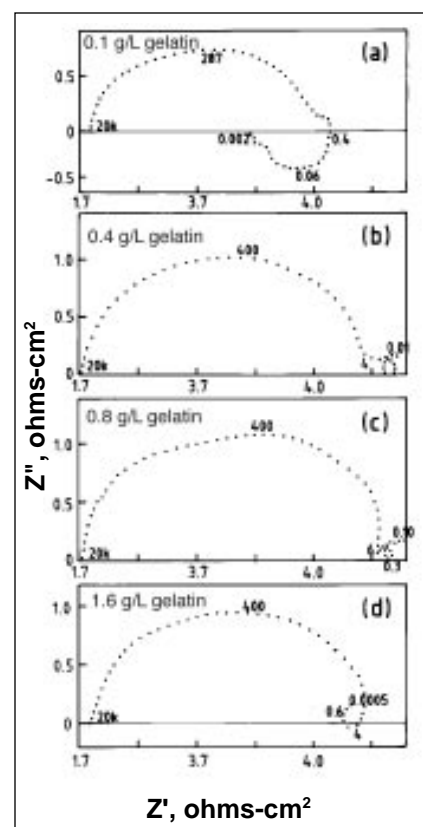 0.1 g/L gelatin
(a)
287
0.5
0
20k
0.002
0.4
0.06
-0.5
1.7 3.7 4.0
0.4 g/L gelatin
(b)
400
1.0
0.5
0.01
4
0
20k
1.7 3.7 4.0
0.8 g/L gelatin
(c)
400
1.0
0.5
0.10
6
0
20k
0.3
1.7 3.7 4.0
1.6 g/L gelatin
(d)
400
1.0
0.5
0.0005
0.6
0
20k
4
1.7 3.7 4.0
Z", ohms-cm²
Z', ohms-cm²